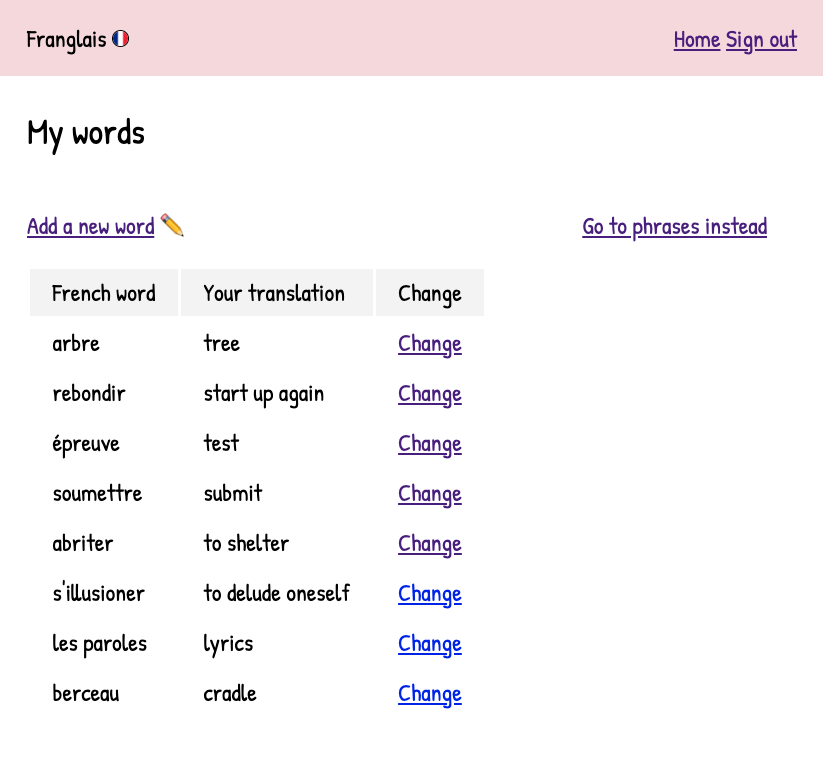 Franglais Home Sign out
My words
Add a new word ✏️ Go to phrases instead
French word Your translation Change
arbre tree Change
rebondir start up again Change
épreuve test Change
soumettre submit Change
abriter to shelter Change
s'illusioner to delude oneself Change
les paroles lyrics Change
berceau cradle Change